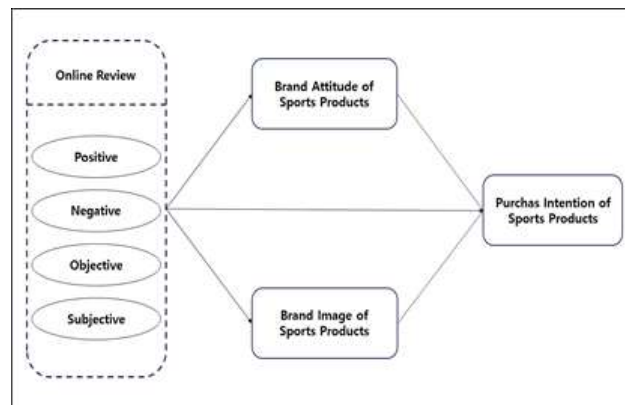 Online Review
Positive
Negative
Objective
Subjective
Brand Attitude of
Sports Products
Brand Image of
Sports Products
Purchas Intention of
Sports Products